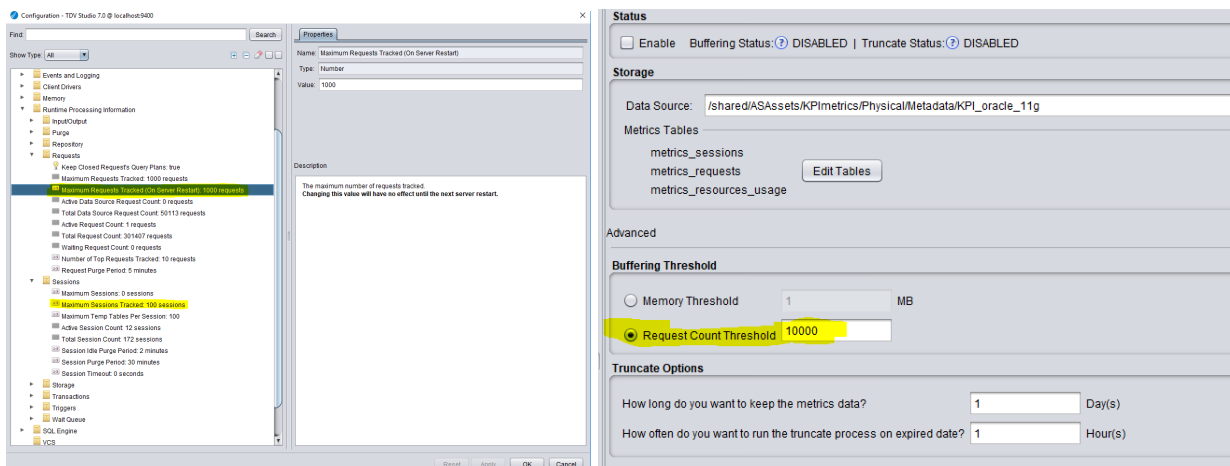 Configuration - TDV Studio 7.0 @ localhost:9400
Find:
Search
Show Type: All
Events and Logging
Client Drivers
Memory
Runtime Processing Information
Input/Output
Purge
Repository
Requests
Keep Closed Request's Query Plans: true
Maximum Requests Tracked: 1000 requests
Maximum Requests Tracked (On Server Restart): 1000 requests
Active Data Source Request Count: 0 requests
Total Data Source Request Count: 50113 requests
Active Request Count: 1 requests
Total Request Count: 301407 requests
Waiting Request Count: 0 requests
Number of Top Requests Tracked: 10 requests
Request Purge Period: 5 minutes
Sessions
Maximum Sessions: 0 sessions
Maximum Sessions Tracked: 100 sessions
Maximum Temp Tables Per Session: 100
Active Session Count: 12 sessions
Total Session Count: 172 sessions
Session Idle Purge Period: 2 minutes
Session Purge Period: 30 minutes
Session Timeout: 0 seconds
Storage
Transactions
Triggers
Wait Queue
SQL Engine
VCS
Properties
Name: Maximum Requests Tracked (On Server Restart)
Type: Number
Value: 1000
Description
The maximum number of requests tracked.
Changing this value will have no effect until the next server restart.
Reset Apply OK Cancel
Status
Enable Buffering Status: ? DISABLED | Truncate Status: ? DISABLED
Storage
Data Source: /shared/ASAssets/KPImetrics/Physical/Metadata/KPI_oracle_11g
Metrics Tables
metrics_sessions
metrics_requests
metrics_resources_usage
Edit Tables
Advanced
Buffering Threshold
Memory Threshold 1 MB
Request Count Threshold 10000
Truncate Options
How long do you want to keep the metrics data? 1 Day(s)
How often do you want to run the truncate process on expired date? 1 Hour(s)